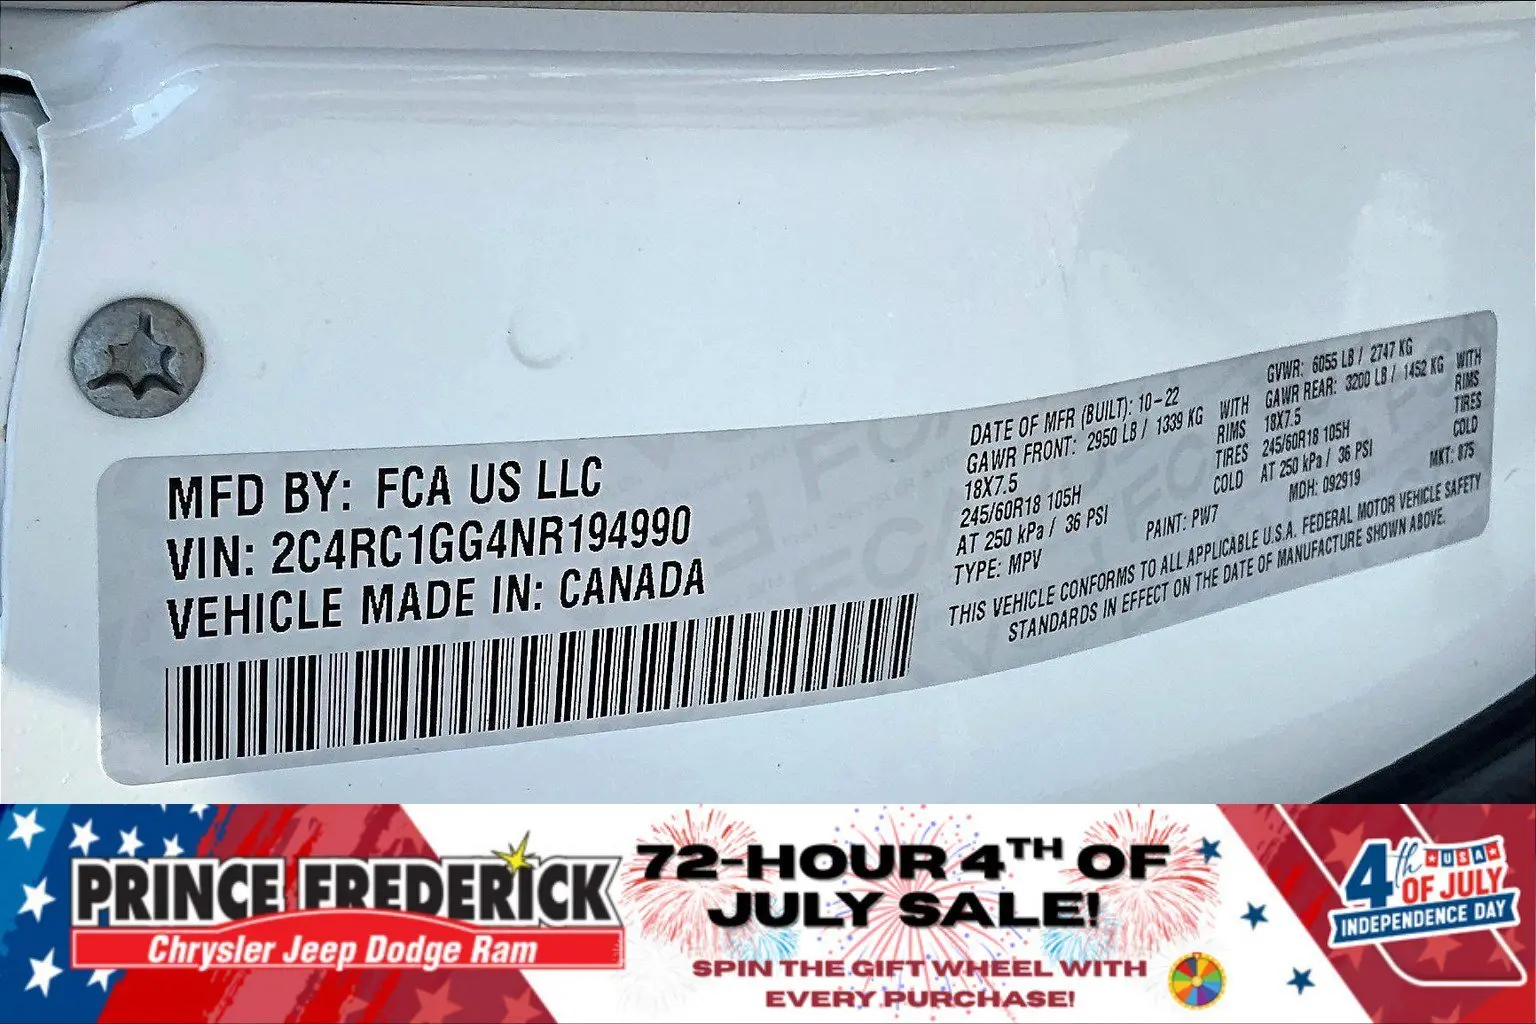 MFD BY: FCA US LLC
VIN: 2C4RC1GG4NR194990
VEHICLE MADE IN: CANADA
DATE OF MFR (BUILT): 10-22
GAWR FRONT: 2950 LB / 1339 KG WITH
18X7.5 RIMS
245/60R18 105H TIRES
AT 250 kPa / 36 PSI COLD
TYPE: MPV
GVWR: 6055 LB / 2747 KG
GAWR REAR: 3200 LB / 1452 KG WITH
18X7.5 RIMS
245/60R18 105H TIRES
AT 250 kPa / 36 PSI COLD
MDH: 092919 MKT: 875
PAINT: PW7
THIS VEHICLE CONFORMS TO ALL APPLICABLE U.S.A. FEDERAL MOTOR VEHICLE SAFETY
STANDARDS IN EFFECT ON THE DATE OF MANUFACTURE SHOWN ABOVE.
PRINCE FREDERICK
Chrysler Jeep Dodge Ram
72-HOUR 4TH OF
JULY SALE!
SPIN THE GIFT WHEEL WITH
EVERY PURCHASE!
4th USA
OF JULY
INDEPENDENCE DAY